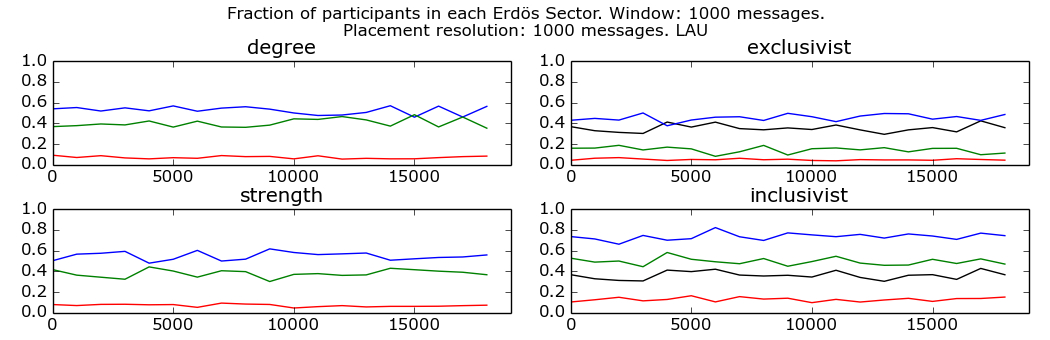 Fraction of participants in each Erdös Sector. Window: 1000 messages.
Placement resolution: 1000 messages. LAU
degree
1.0
0.8
0.6
0.4
0.2
0.0
0 5000 10000 15000
exclusivist
1.0
0.8
0.6
0.4
0.2
0.0
0 5000 10000 15000
strength
1.0
0.8
0.6
0.4
0.2
0.0
0 5000 10000 15000
inclusivist
1.0
0.8
0.6
0.4
0.2
0.0
0 5000 10000 15000